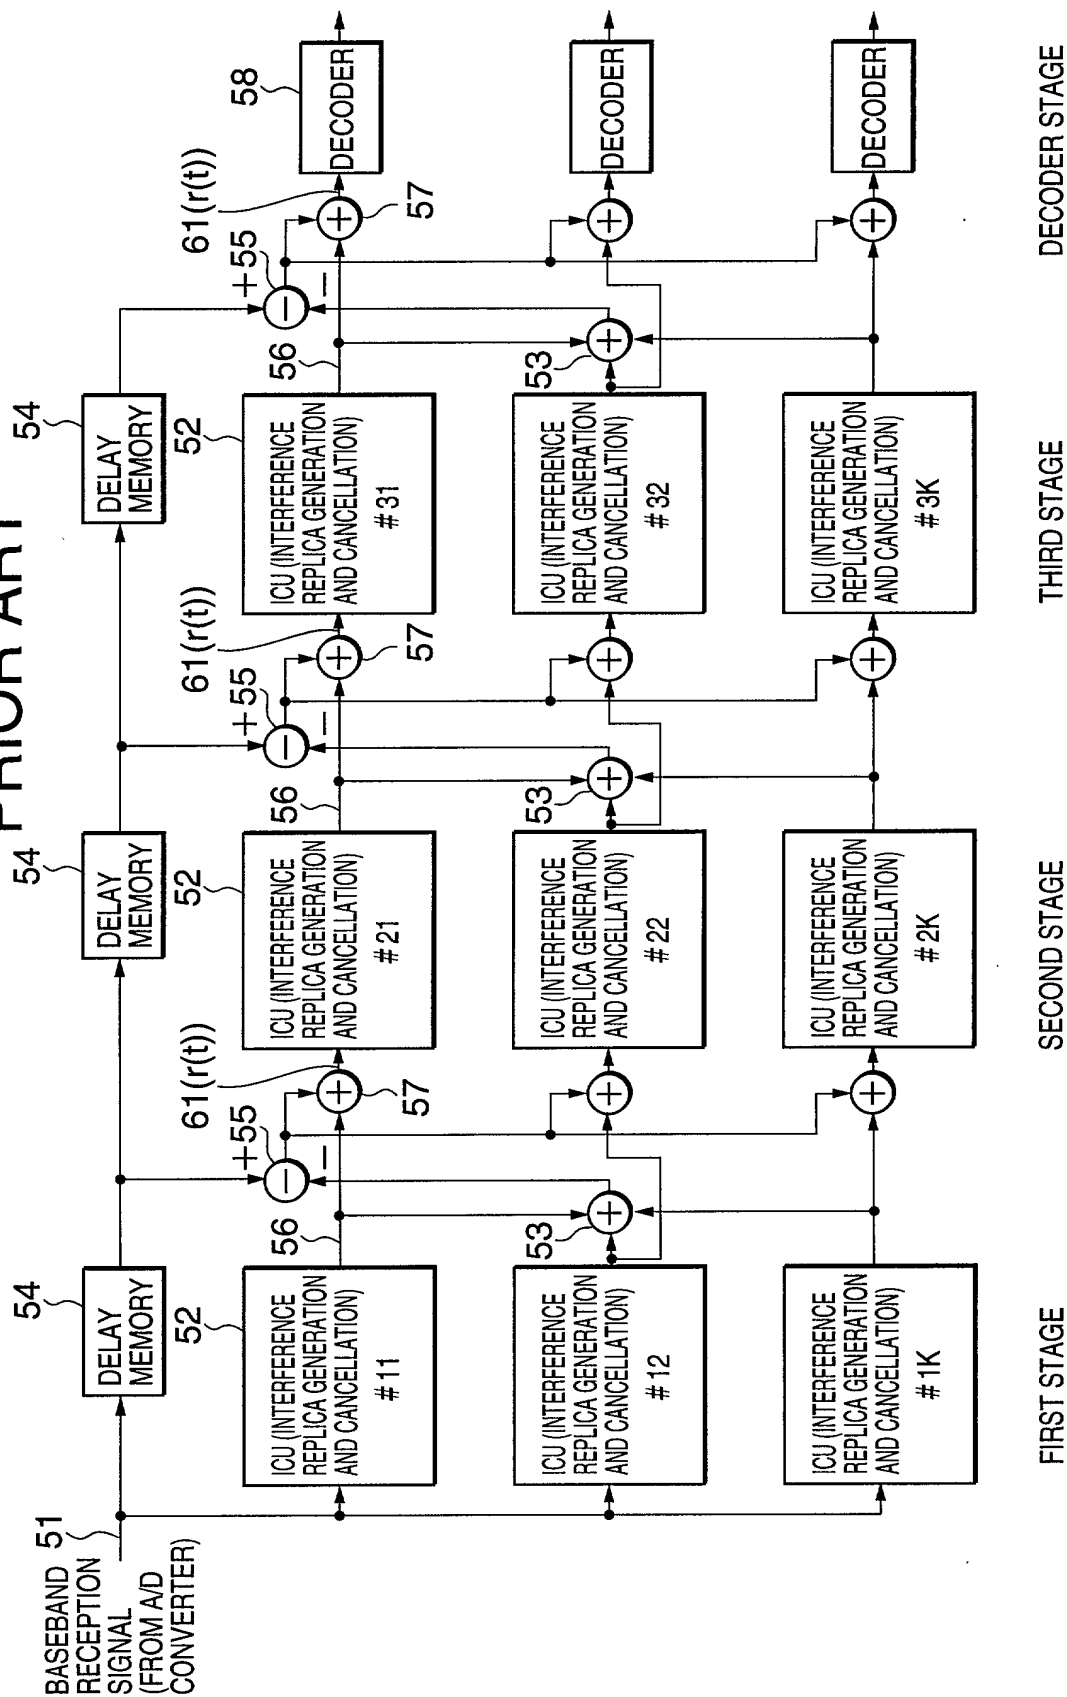 PRIOR ART
BASEBAND 51
RECEPTION
SIGNAL
(FROM A/D
CONVERTER)
54
DELAY
MEMORY
54
DELAY
MEMORY
54
DELAY
MEMORY
52
ICU (INTERFERENCE
REPLICA GENERATION
AND CANCELLATION)
#11
56
+55
−
−
61(r(t))
57
52
ICU (INTERFERENCE
REPLICA GENERATION
AND CANCELLATION)
#21
56
+55
−
−
61(r(t))
57
52
ICU (INTERFERENCE
REPLICA GENERATION
AND CANCELLATION)
#31
56
+55
−
−
61(r(t))
57
58
DECODER
ICU (INTERFERENCE
REPLICA GENERATION
AND CANCELLATION)
#12
53
ICU (INTERFERENCE
REPLICA GENERATION
AND CANCELLATION)
#22
53
ICU (INTERFERENCE
REPLICA GENERATION
AND CANCELLATION)
#32
53
DECODER
ICU (INTERFERENCE
REPLICA GENERATION
AND CANCELLATION)
#1K
ICU (INTERFERENCE
REPLICA GENERATION
AND CANCELLATION)
#2K
ICU (INTERFERENCE
REPLICA GENERATION
AND CANCELLATION)
#3K
DECODER
FIRST STAGE
SECOND STAGE
THIRD STAGE
DECODER STAGE